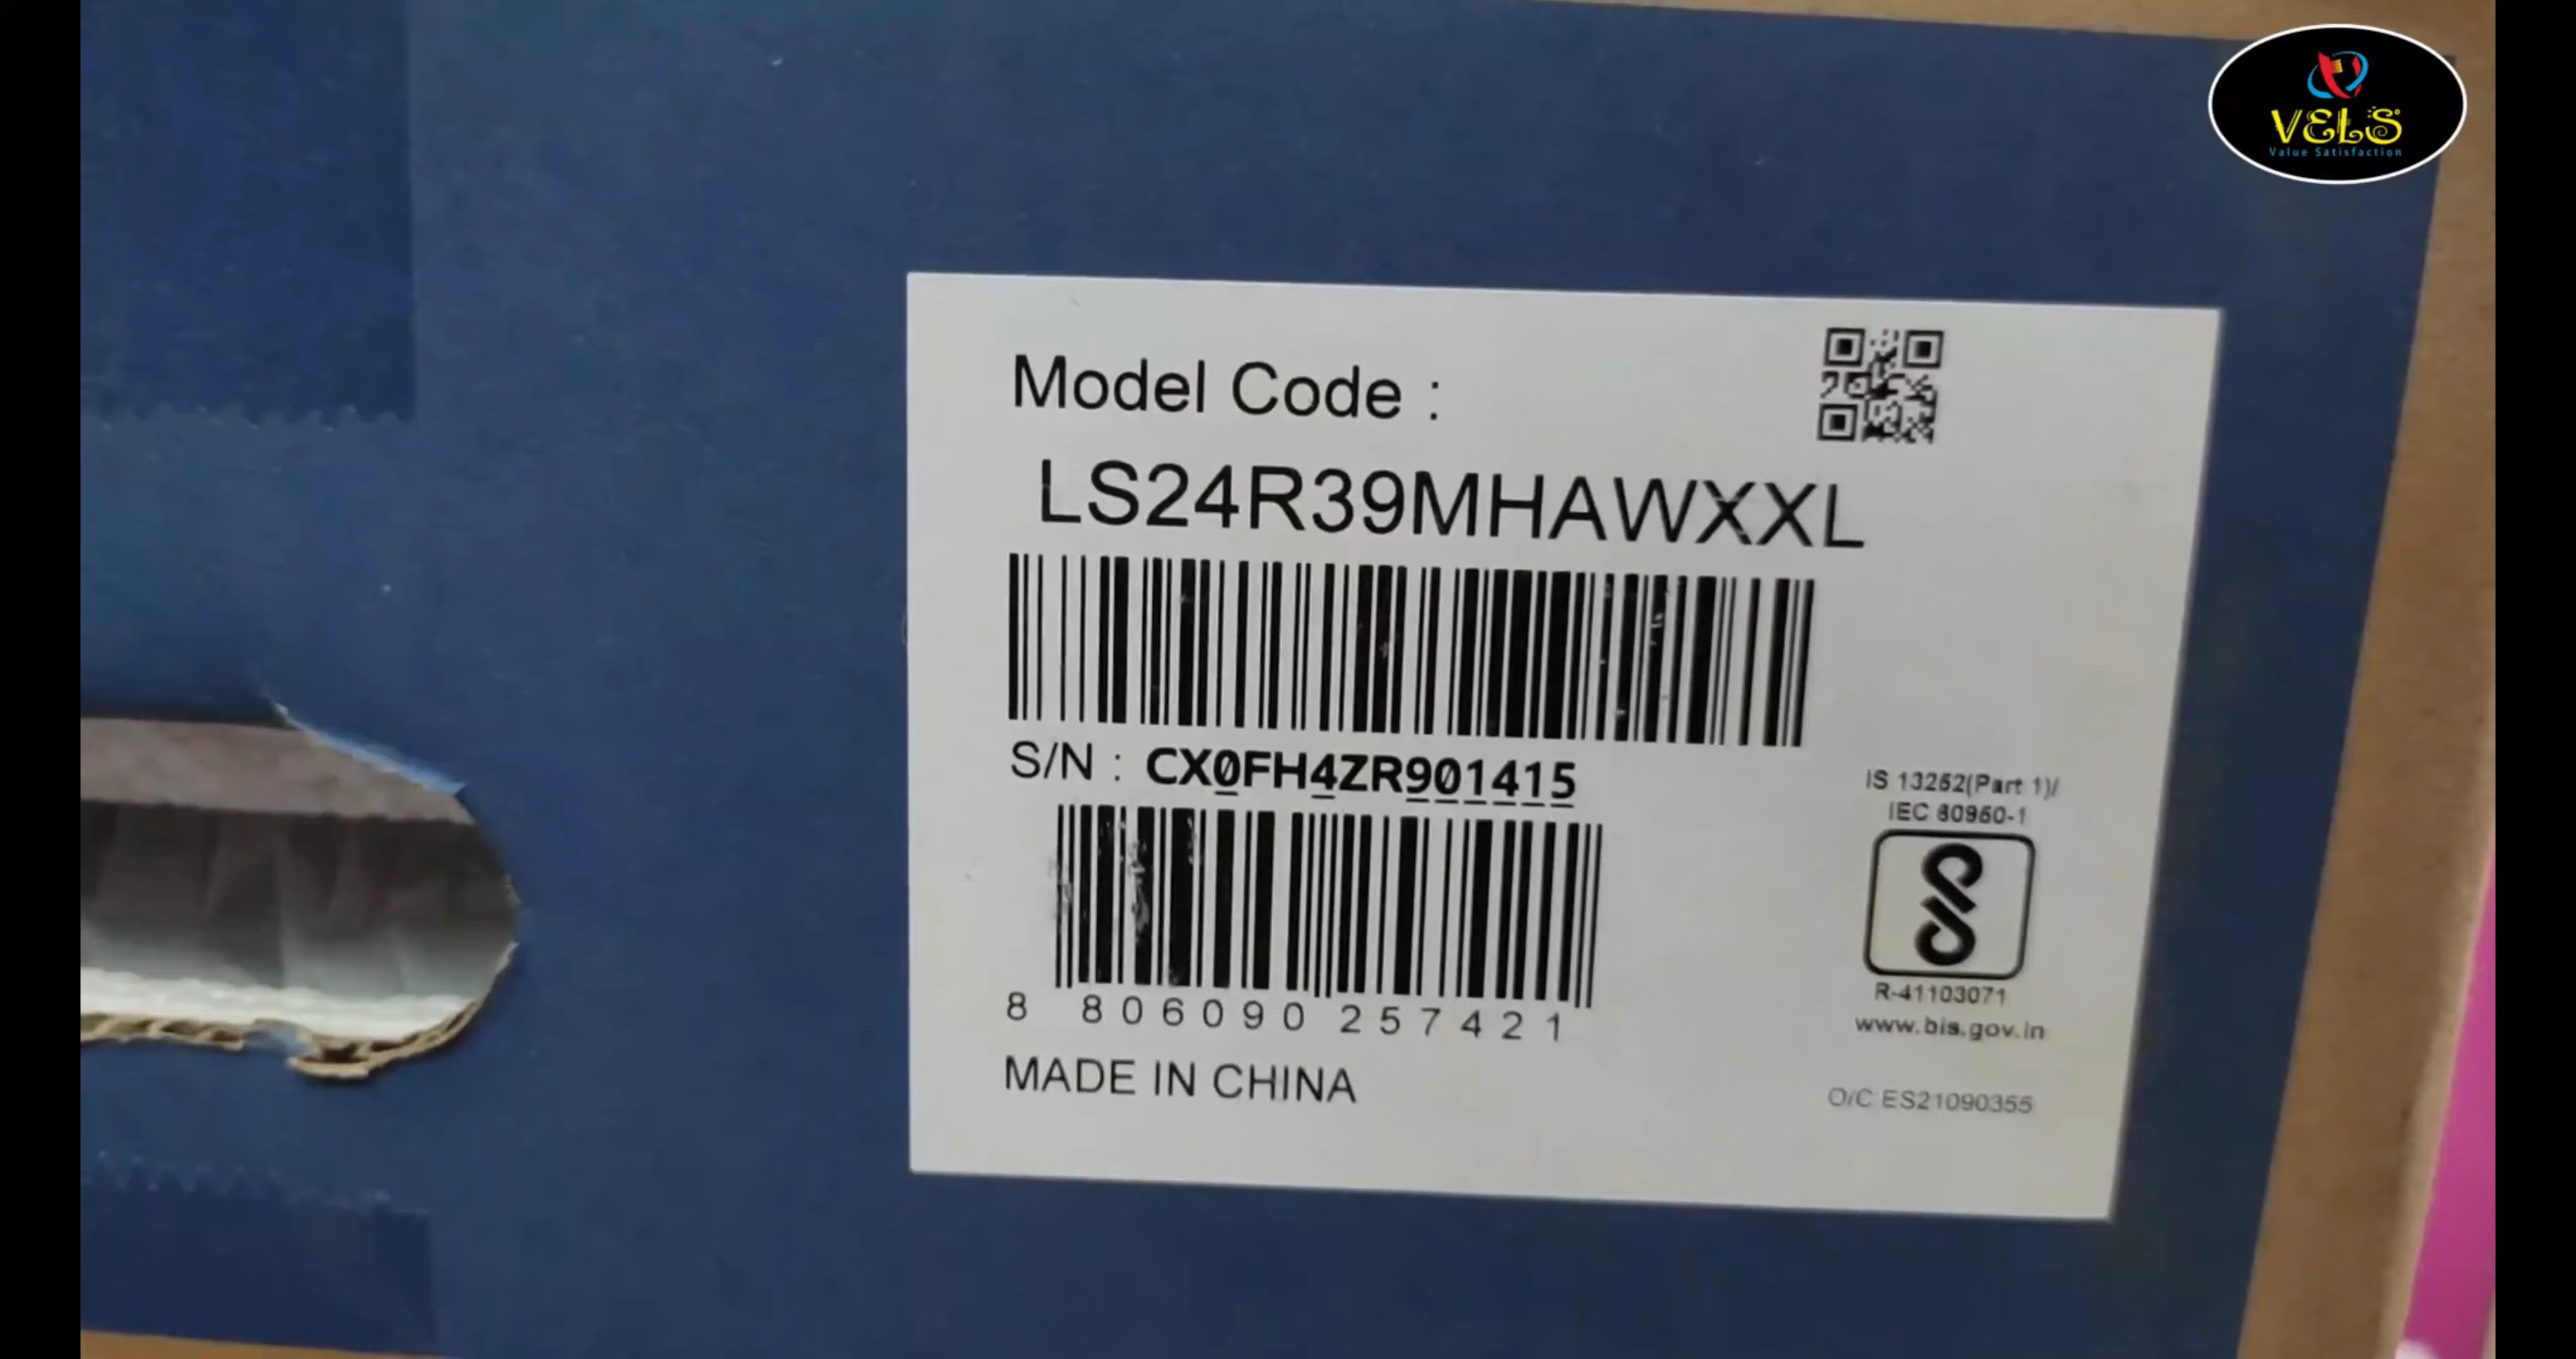 VELS
Value Satisfaction
Model Code :
LS24R39MHAWXXL
S/N : CX0FH4ZR901415
IS 13252(Part 1)/
IEC 60950-1
8 806090 257421
R-41103071
www.bis.gov.in
MADE IN CHINA
O/C ES21090355